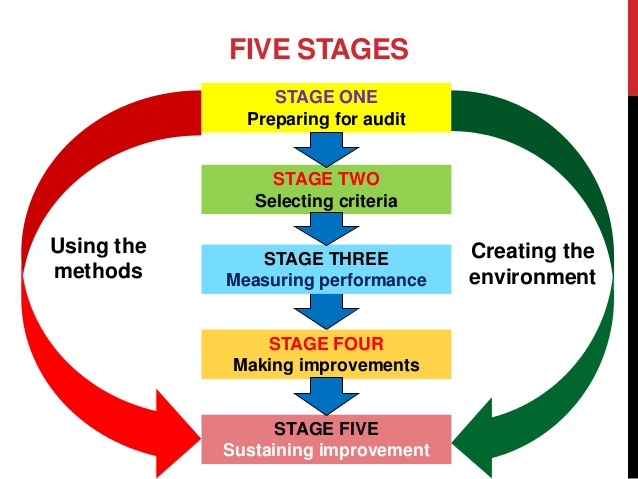 FIVE STAGES
STAGE ONE
Preparing for audit
STAGE TWO
Selecting criteria
Using the
methods
STAGE THREE
Measuring performance
Creating the
environment
STAGE FOUR
Making improvements
STAGE FIVE
Sustaining improvement